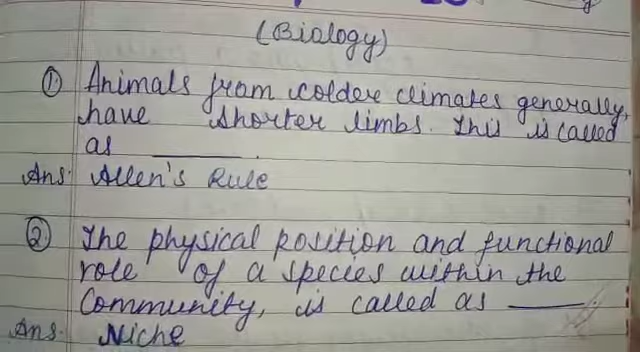 (Biology)
① Animals from colder climates generally,
have shorter limbs. This is called
as ______.
Ans. Allen's Rule
② The physical position and functional
role of a species within the
Community, is called as ______.
Ans. Niche